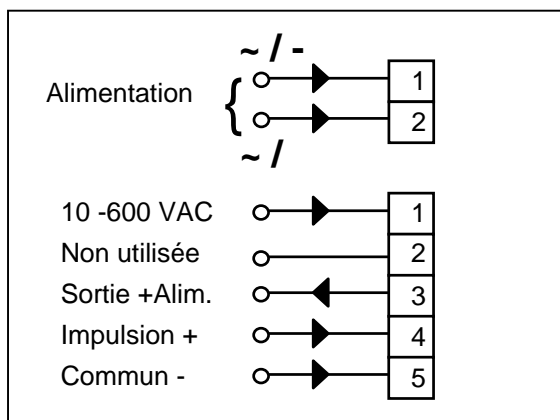 ~ / -
Alimentation { 1
2
~ /
10 -600 VAC 1
Non utilisée 2
Sortie +Alim. 3
Impulsion + 4
Commun - 5